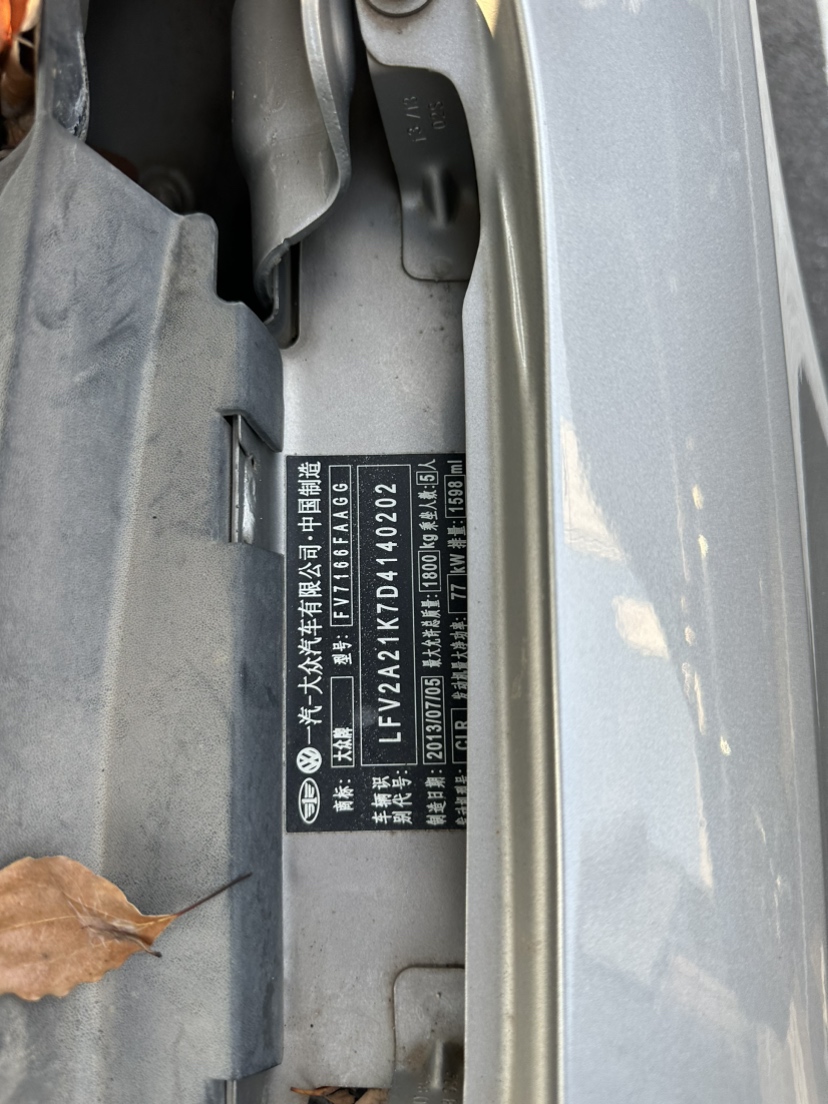 一汽-大众汽车有限公司·中国制造
商标: 大众牌 型号: FV7166FAAGG
车辆识别代号: LFV2A21K7D4140202
制造日期: 2013/07/05 最大允许总质量: 1800 kg 乘坐人数: 5 人
发动机型号: CLR 发动机最大净功率: 77 kW 排量: 1598 ml
13/13